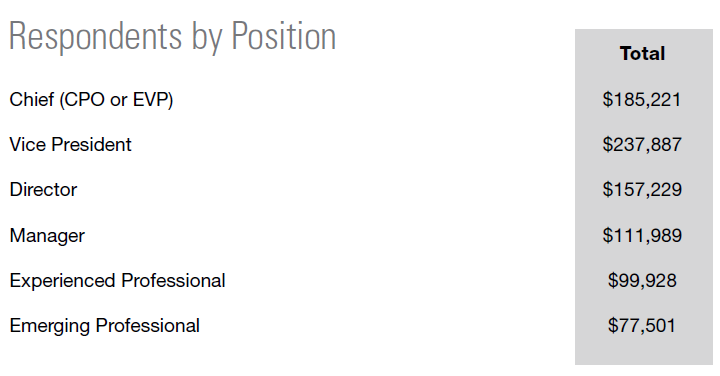 Respondents by Position
Total
Chief (CPO or EVP) $185,221
Vice President $237,887
Director $157,229
Manager $111,989
Experienced Professional $99,928
Emerging Professional $77,501